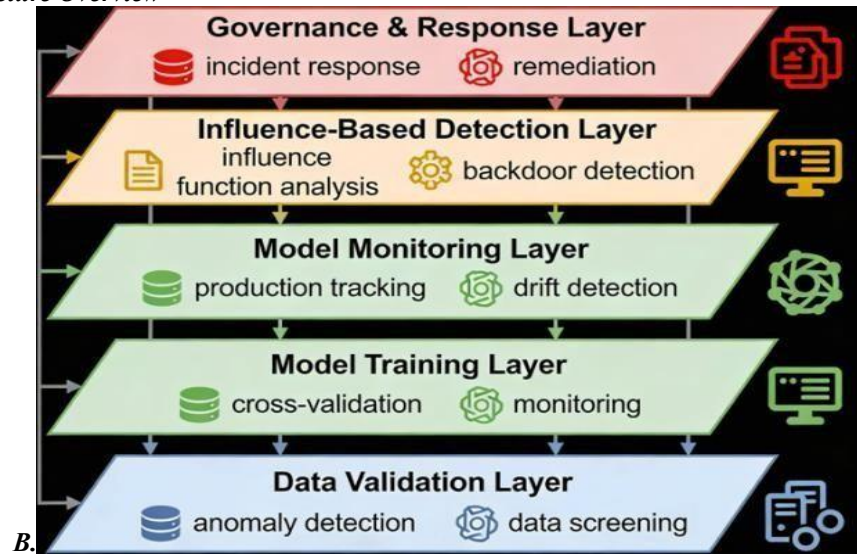 Governance & Response Layer
incident response remediation
Influence-Based Detection Layer
influence
function analysis backdoor detection
Model Monitoring Layer
production tracking drift detection
Model Training Layer
cross-validation monitoring
Data Validation Layer
anomaly detection data screening
B.